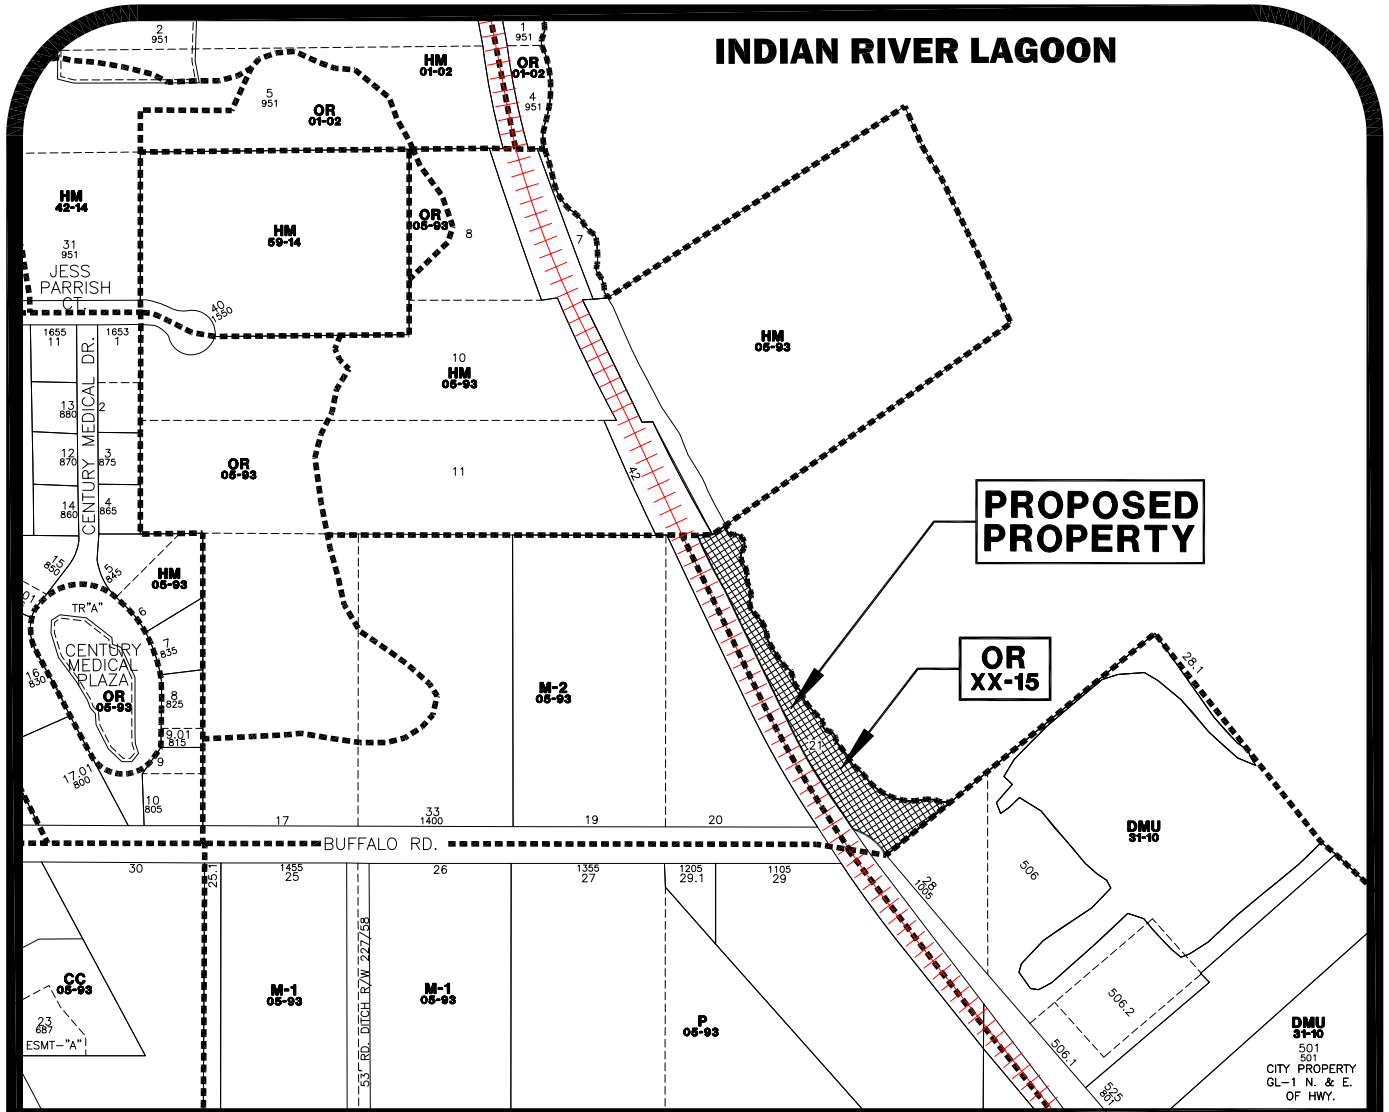 INDIAN RIVER LAGOON
2
951
HM
01-02
1
951
OR
01-02
4
951
5
951
OR
01-02
HM
42-14
31
951
JESS
PARRISH
CT.
HM
59-14
OR
05-93
8
7
40
1550
1655
11
1653
1
CENTURY MEDICAL DR.
13
880
2
12
870
3
875
14
860
4
865
10
HM
05-93
HM
05-93
OR
05-93
11
42
PROPOSED
PROPERTY
15
850
5
845
HM
05-93
01
TR"A"
6
7
835
CENTURY
MEDICAL
PLAZA
OR
05-93
16
830
8
825
9.01
815
9
17.01
800
10
805
M-2
05-93
OR
XX-15
21
28.1
17
33
1400
19
20
BUFFALO RD.
DMU
31-10
30
25.1
1455
25
26
1355
27
1205
29.1
1105
29
28
1005
506
53' RD. DITCH R/W 227/58
CC
05-93
23
687
ESMT-"A"
M-1
05-93
M-1
05-93
P
05-93
506.2
506.1
525
801
DMU
31-10
501
501
CITY PROPERTY
GL-1 N. & E.
OF HWY.